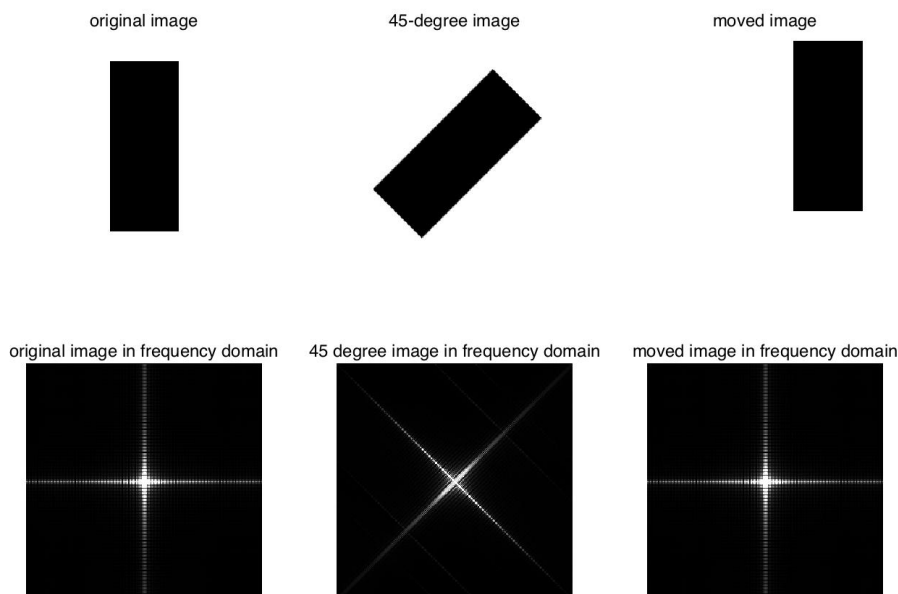 original image
45-degree image
moved image
original image in frequency domain
45 degree image in frequency domain
moved image in frequency domain